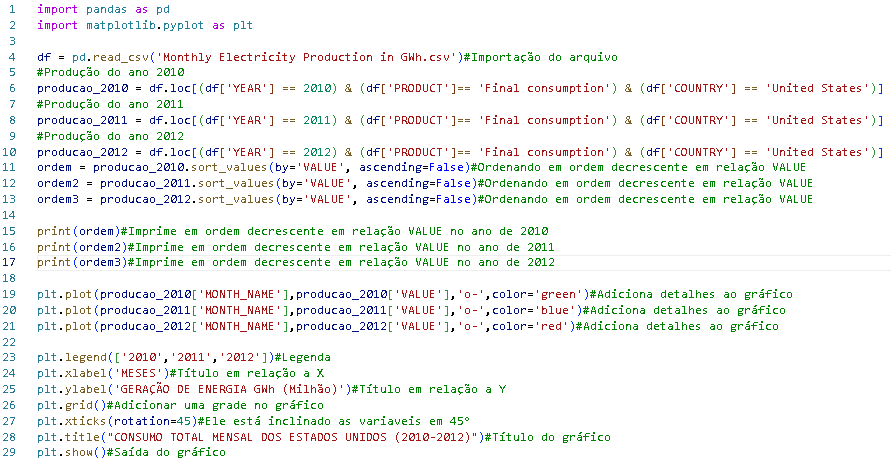 1 import pandas as pd
2 import matplotlib.pyplot as plt
3
4 df = pd.read_csv('Monthly Electricity Production in GWh.csv')#Importação do arquivo
5 #Produção do ano 2010
6 producao_2010 = df.loc[(df['YEAR'] == 2010) & (df['PRODUCT']== 'Final consumption') & (df['COUNTRY'] == 'United States')]
7 #Produção do ano 2011
8 producao_2011 = df.loc[(df['YEAR'] == 2011) & (df['PRODUCT']== 'Final consumption') & (df['COUNTRY'] == 'United States')]
9 #Produção do ano 2012
10 producao_2012 = df.loc[(df['YEAR'] == 2012) & (df['PRODUCT']== 'Final consumption') & (df['COUNTRY'] == 'United States')]
11 ordem = producao_2010.sort_values(by='VALUE', ascending=False)#Ordenando em ordem decrescente em relação VALUE
12 ordem2 = producao_2011.sort_values(by='VALUE', ascending=False)#Ordenando em ordem decrescente em relação VALUE
13 ordem3 = producao_2012.sort_values(by='VALUE', ascending=False)#Ordenando em ordem decrescente em relação VALUE
14
15 print(ordem)#Imprime em ordem decrescente em relação VALUE no ano de 2010
16 print(ordem2)#Imprime em ordem decrescente em relação VALUE no ano de 2011
17 print(ordem3)#Imprime em ordem decrescente em relação VALUE no ano de 2012
18
19 plt.plot(producao_2010['MONTH_NAME'],producao_2010['VALUE'],'o-',color='green')#Adiciona detalhes ao gráfico
20 plt.plot(producao_2011['MONTH_NAME'],producao_2011['VALUE'],'o-',color='blue')#Adiciona detalhes ao gráfico
21 plt.plot(producao_2012['MONTH_NAME'],producao_2012['VALUE'],'o-',color='red')#Adiciona detalhes ao gráfico
22
23 plt.legend(['2010','2011','2012'])#Legenda
24 plt.xlabel('MESES')#Título em relação a X
25 plt.ylabel('GERAÇÃO DE ENERGIA GWh (Milhão)')#Título em relação a Y
26 plt.grid()#Adicionar uma grade no gráfico
27 plt.xticks(rotation=45)#Ele está inclinado as variaveis em 45°
28 plt.title("CONSUMO TOTAL MENSAL DOS ESTADOS UNIDOS (2010-2012)")#Título do gráfico
29 plt.show()#Saída do gráfico